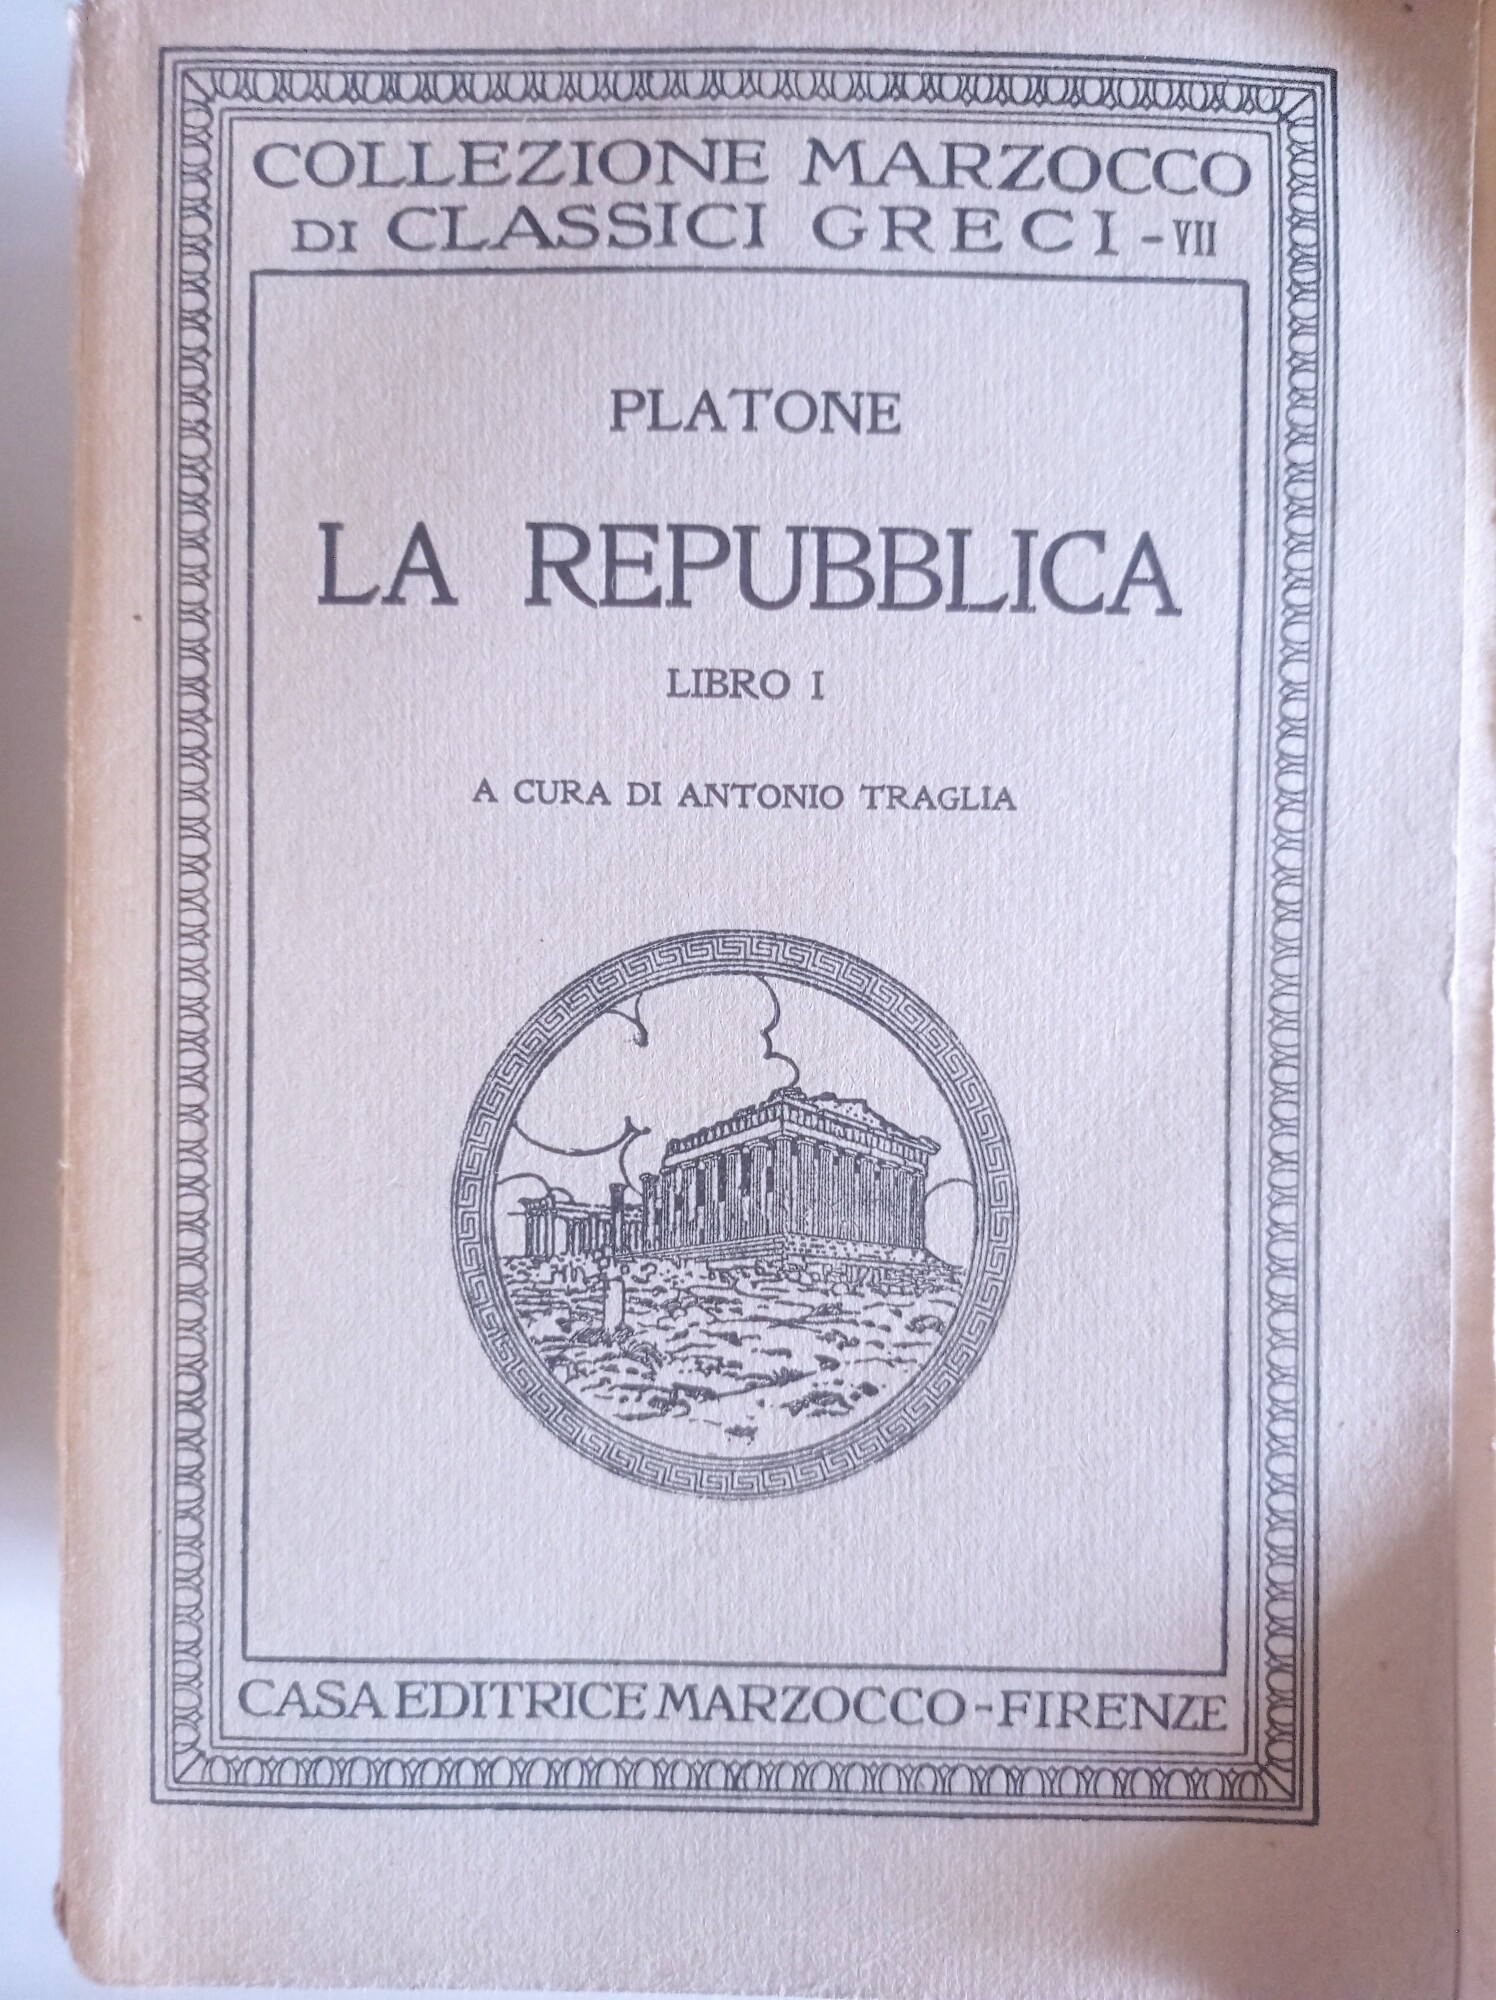 COLLEZIONE MARZOCCO
DI CLASSICI GRECI - VII
PLATONE
LA REPUBBLICA
LIBRO I
A CURA DI ANTONIO TRAGLIA
CASA EDITRICE MARZOCCO - FIRENZE